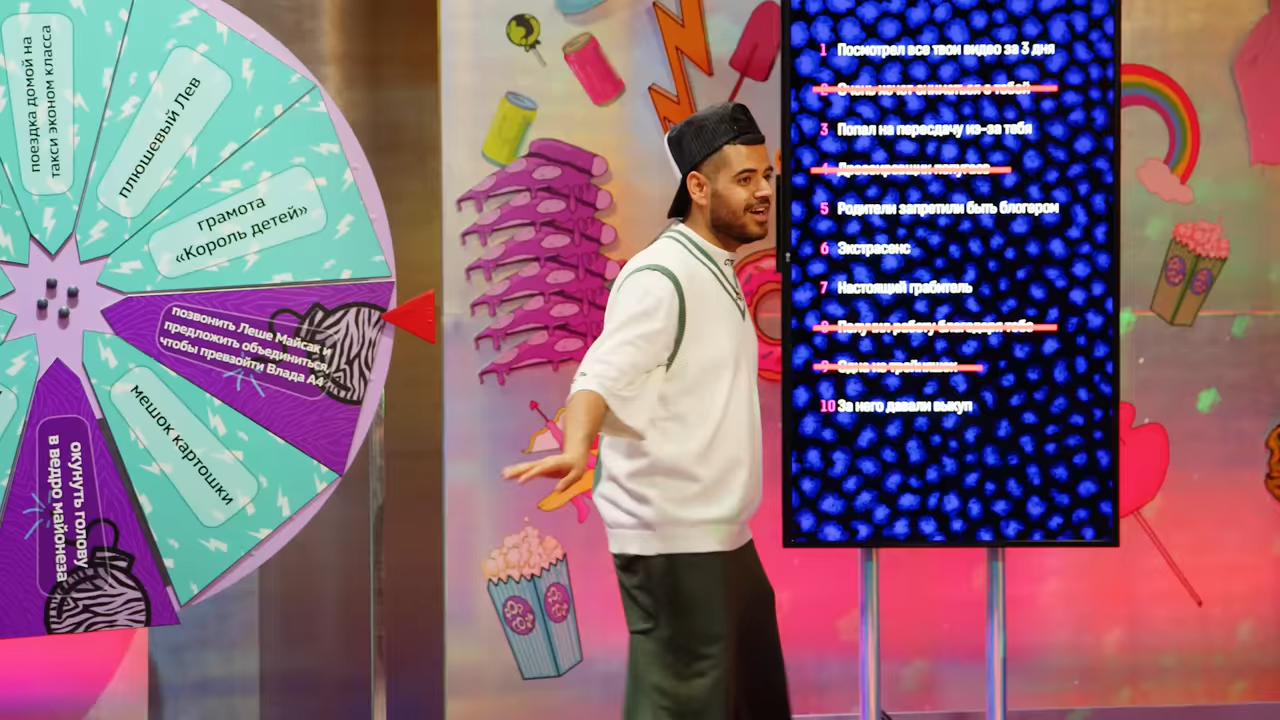 поездка домой на
такси эконом класса
плюшевый Лев
грамота
«Король детей»
позвонить Леше Майсак и
предложить объединиться,
чтобы превзойти Влада А4
мешок картошки
окунуть голову
в ведро майонеза
1 Посмотрел все твои видео за 3 дня
2 Очень хочет сниматься с тобой
3 Попал на пересдачу из-за тебя
4 Дрессировщик попугаев
5 Родители запретили быть блогером
6 Экстрасенс
7 Настоящий грабитель
8 Получил работу благодаря тебе
9 Одна на трейняшек
10 За него давали выкуп